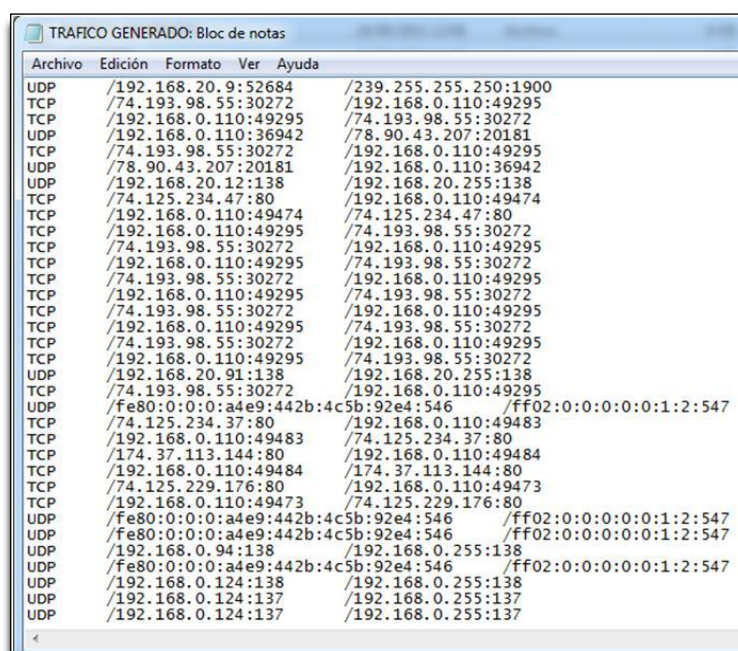 TRAFICO GENERADO: Bloc de notas
Archivo Edición Formato Ver Ayuda
UDP /192.168.20.9:52684 /239.255.255.250:1900
TCP /74.193.98.55:30272 /192.168.0.110:49295
TCP /192.168.0.110:49295 /74.193.98.55:30272
UDP /192.168.0.110:36942 /78.90.43.207:20181
TCP /74.193.98.55:30272 /192.168.0.110:49295
UDP /78.90.43.207:20181 /192.168.0.110:36942
UDP /192.168.20.12:138 /192.168.20.255:138
TCP /74.125.234.47:80 /192.168.0.110:49474
TCP /192.168.0.110:49474 /74.125.234.47:80
TCP /192.168.0.110:49295 /74.193.98.55:30272
TCP /74.193.98.55:30272 /192.168.0.110:49295
TCP /192.168.0.110:49295 /74.193.98.55:30272
TCP /74.193.98.55:30272 /192.168.0.110:49295
TCP /192.168.0.110:49295 /74.193.98.55:30272
TCP /74.193.98.55:30272 /192.168.0.110:49295
TCP /192.168.0.110:49295 /74.193.98.55:30272
TCP /74.193.98.55:30272 /192.168.0.110:49295
TCP /192.168.0.110:49295 /74.193.98.55:30272
UDP /192.168.20.91:138 /192.168.20.255:138
TCP /74.193.98.55:30272 /192.168.0.110:49295
UDP /fe80:0:0:0:a4e9:442b:4c5b:92e4:546 /ff02:0:0:0:0:0:1:2:547
TCP /74.125.234.37:80 /192.168.0.110:49483
TCP /192.168.0.110:49483 /74.125.234.37:80
TCP /174.37.113.144:80 /192.168.0.110:49484
TCP /192.168.0.110:49484 /174.37.113.144:80
TCP /74.125.229.176:80 /192.168.0.110:49473
TCP /192.168.0.110:49473 /74.125.229.176:80
UDP /fe80:0:0:0:a4e9:442b:4c5b:92e4:546 /ff02:0:0:0:0:0:1:2:547
UDP /fe80:0:0:0:a4e9:442b:4c5b:92e4:546 /ff02:0:0:0:0:0:1:2:547
UDP /192.168.0.94:138 /192.168.0.255:138
UDP /fe80:0:0:0:a4e9:442b:4c5b:92e4:546 /ff02:0:0:0:0:0:1:2:547
UDP /192.168.0.124:138 /192.168.0.255:138
UDP /192.168.0.124:137 /192.168.0.255:137
UDP /192.168.0.124:137 /192.168.0.255:137